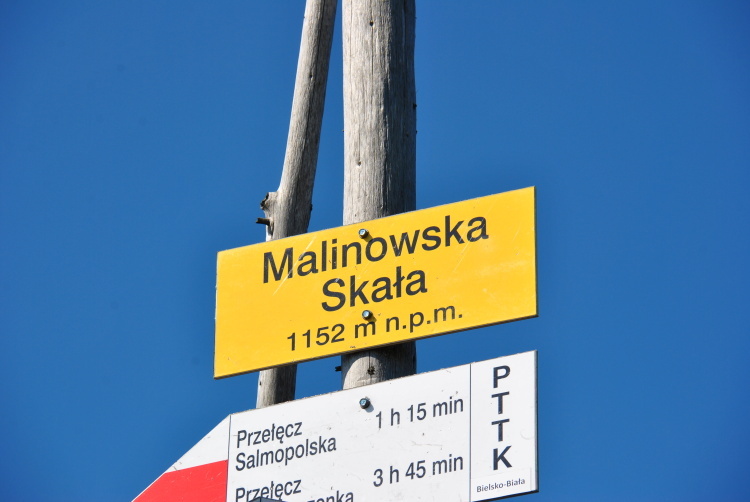 Malinowska
Skała
1152 m n.p.m.
Przełęcz
Salmopolska
1 h 15 min
Przełęcz
3 h 45 min
PTTK
Bielsko-Biała